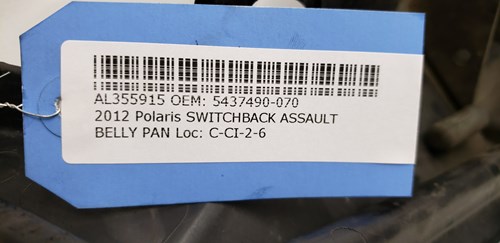 AL355915 OEM: 5437490-070
2012 Polaris SWITCHBACK ASSAULT
BELLY PAN Loc: C-CI-2-6